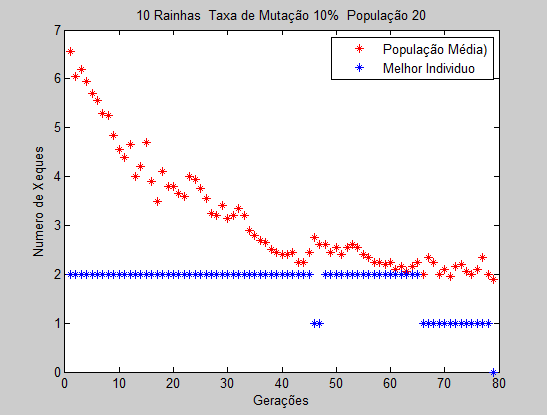 10 Rainhas  Taxa de Mutação 10%  População 20
População Média)
Melhor Individuo
Numero de Xeques
7
6
5
4
3
2
1
0
0 10 20 30 40 50 60 70 80
Gerações